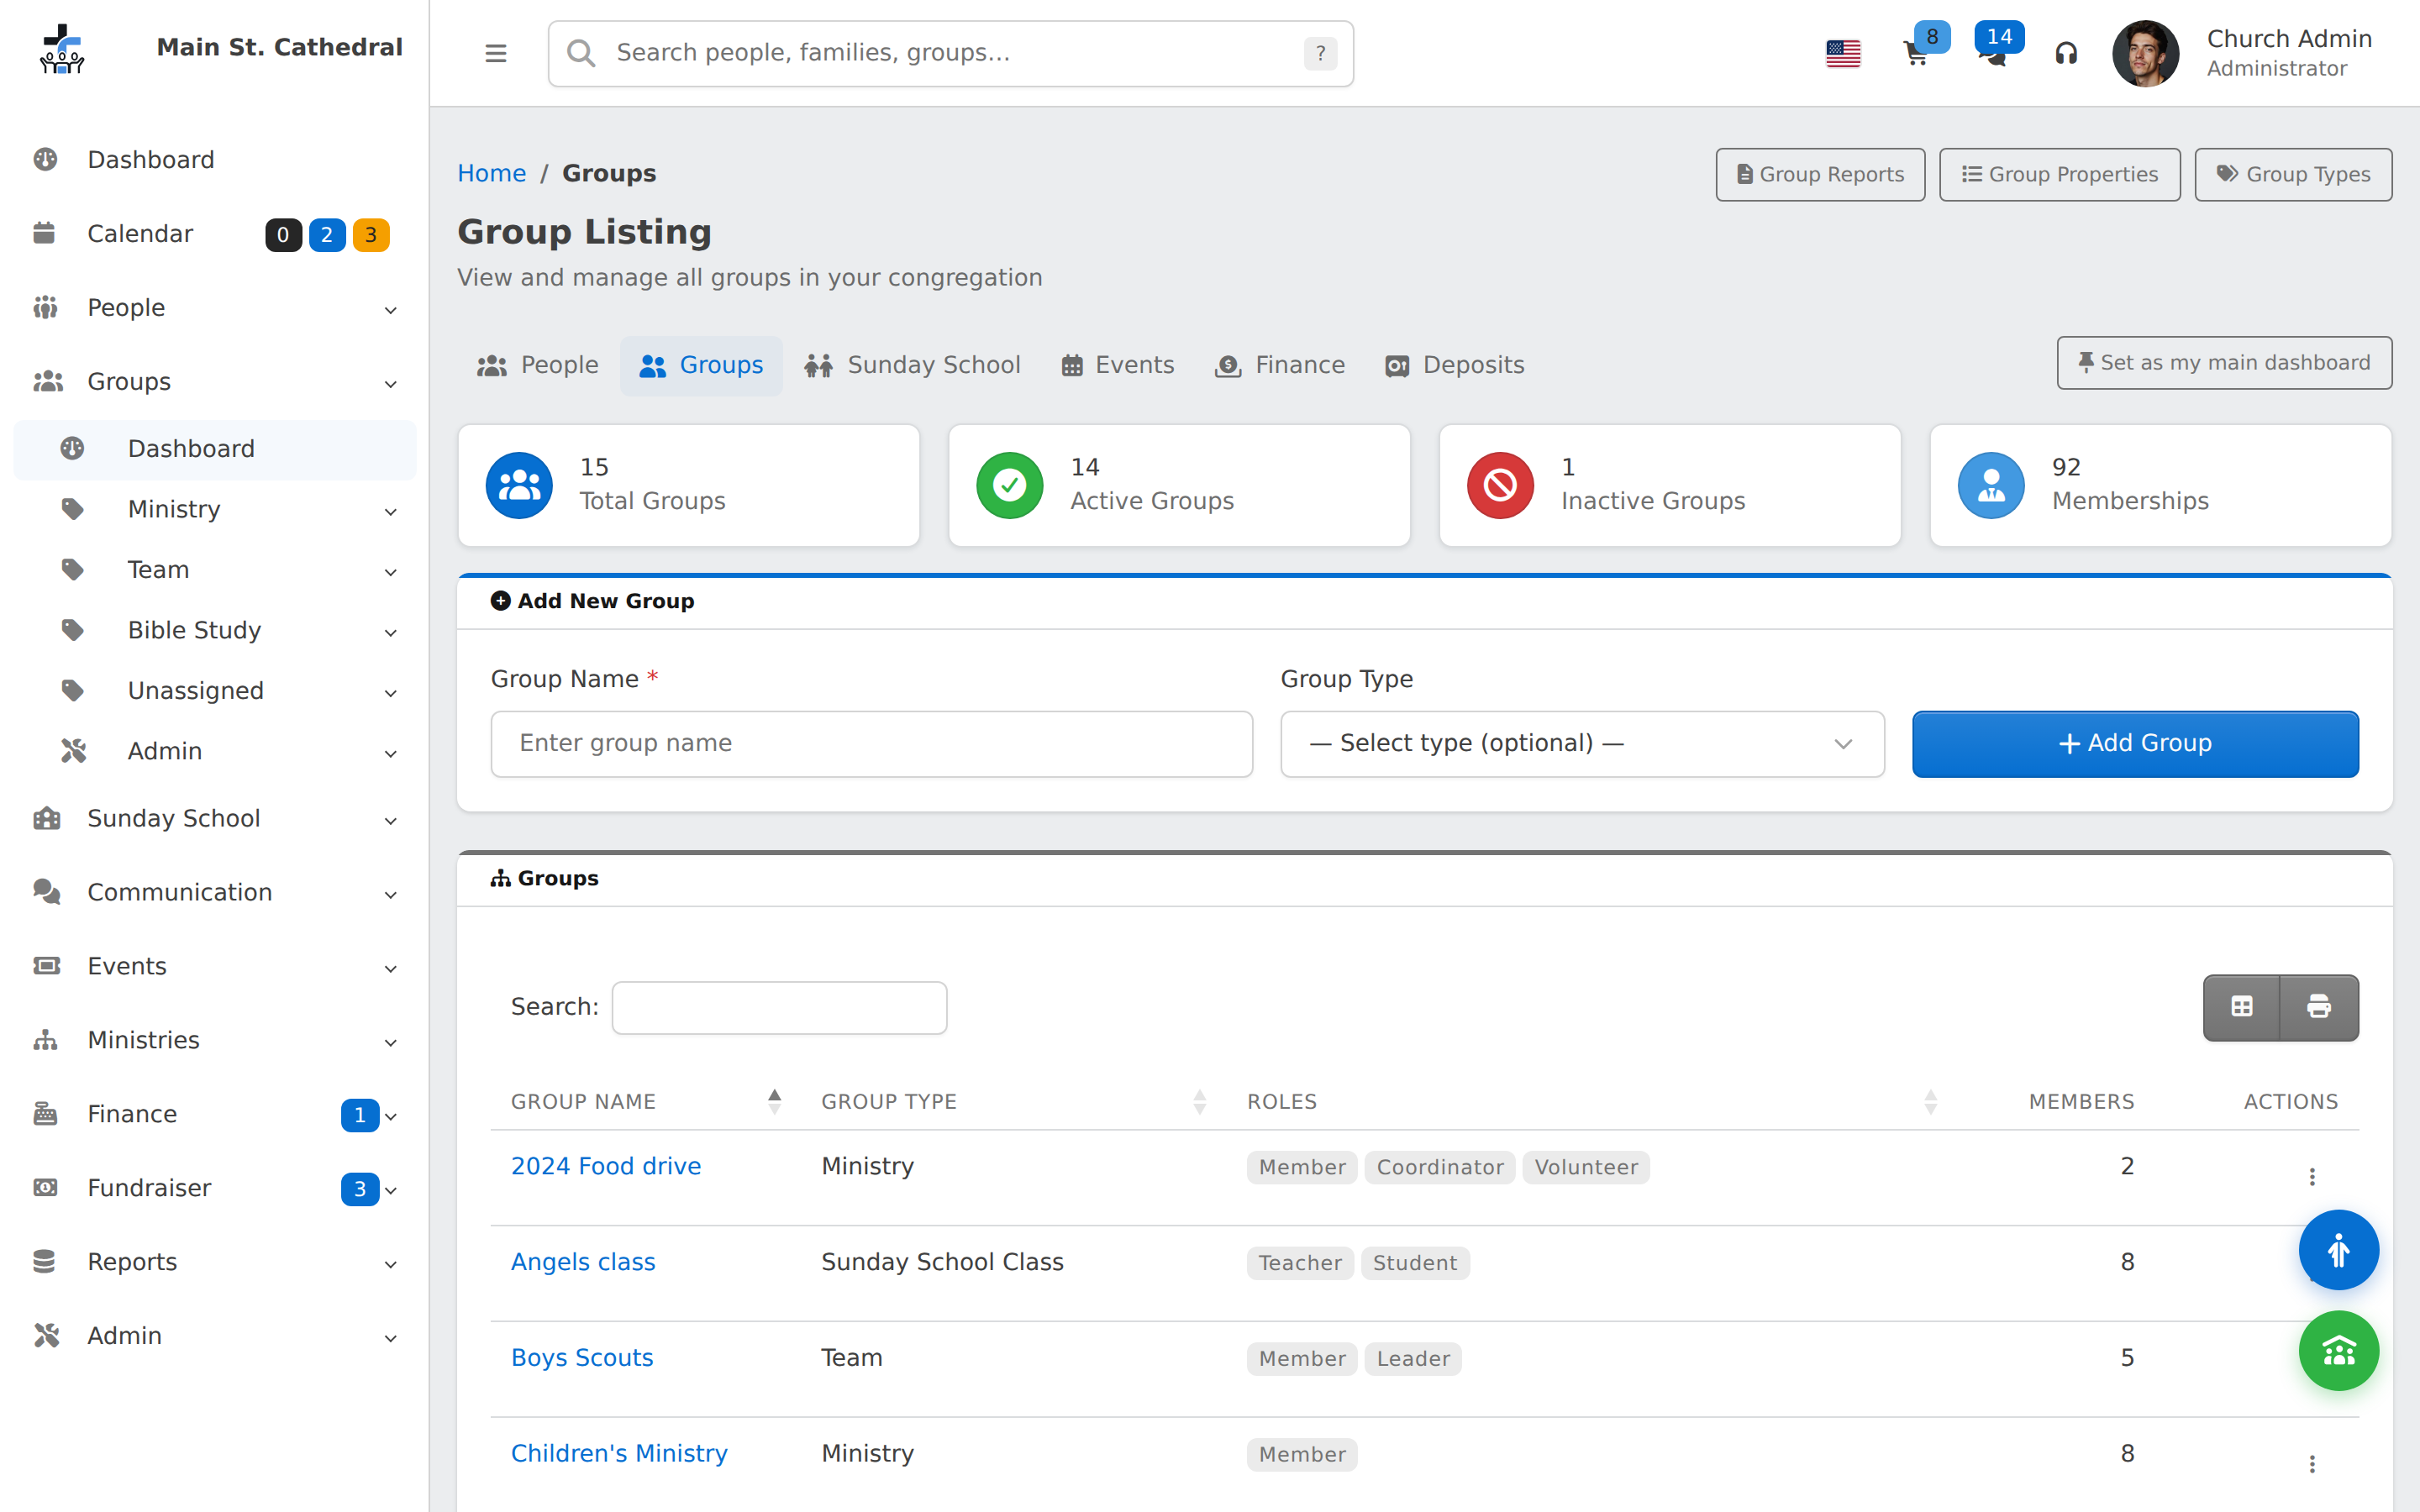 Main St. Cathedral
Search people, families, groups...
?
8
14
Church Admin
Administrator
Dashboard
Calendar
0
2
3
People
Groups
Dashboard
Ministry
Team
Bible Study
Unassigned
Admin
Sunday School
Communication
Events
Ministries
Finance
1
Fundraiser
3
Reports
Admin
Home / Groups
Group Reports
Group Properties
Group Types
Group Listing
View and manage all groups in your congregation
People
Groups
Sunday School
Events
Finance
Deposits
Set as my main dashboard
15
Total Groups
14
Active Groups
1
Inactive Groups
92
Memberships
Add New Group
Group Name *
Group Type
Enter group name
— Select type (optional) —
Add Group
Groups
Search:
GROUP NAME GROUP TYPE ROLES MEMBERS ACTIONS
2024 Food drive Ministry Member Coordinator Volunteer 2
Angels class Sunday School Class Teacher Student 8
Boys Scouts Team Member Leader 5
Children's Ministry Ministry Member 8